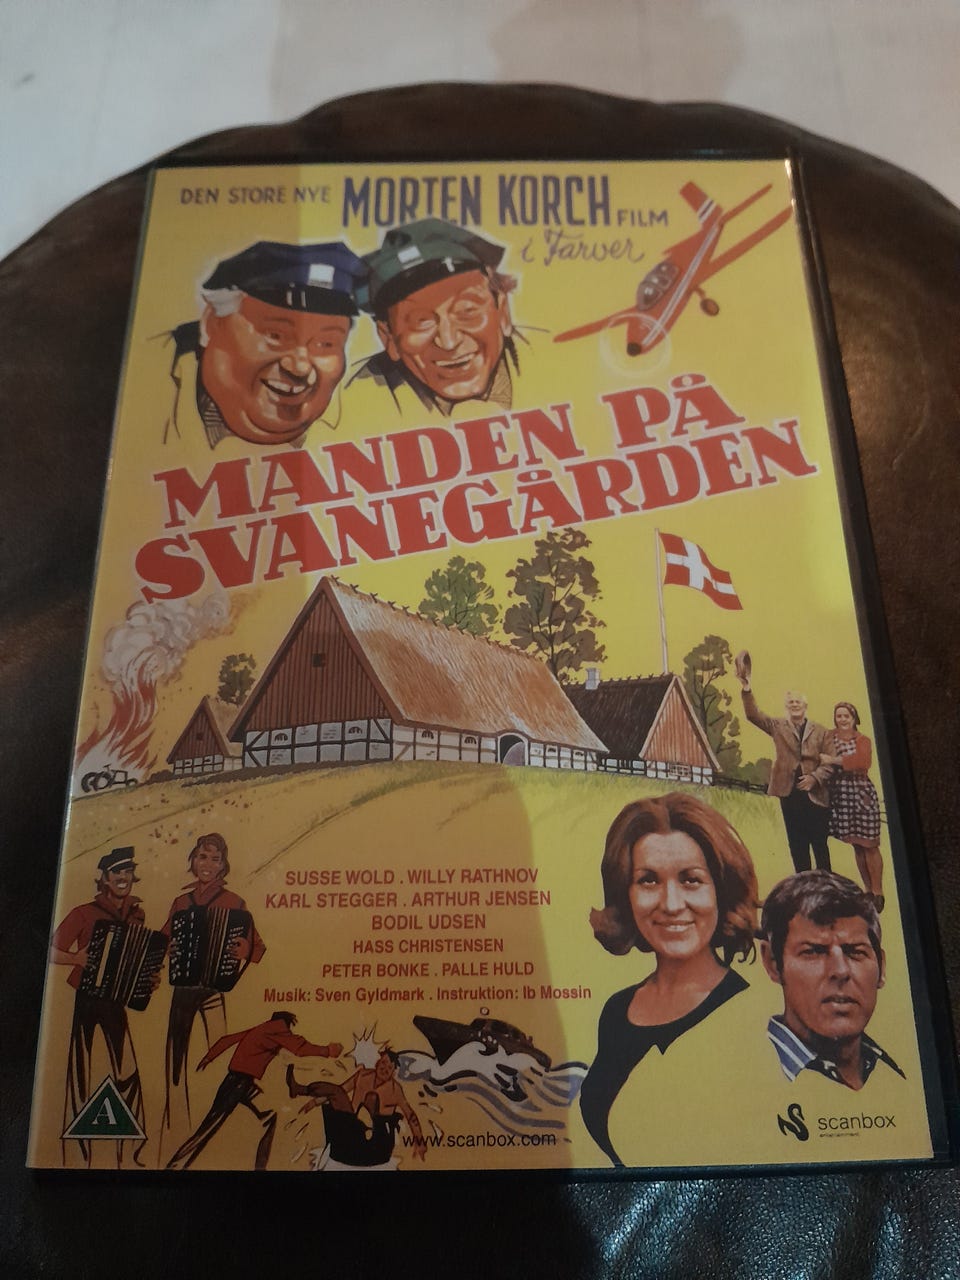 DEN STORE NYE MORTEN KORCH FILM
i Farver
MANDEN PÅ
SVANEGÅRDEN
SUSSE WOLD . WILLY RATHNOV
KARL STEGGER . ARTHUR JENSEN
BODIL UDSEN
HASS CHRISTENSEN
PETER BONKE . PALLE HULD
Musik: Sven Gyldmark . Instruktion: Ib Mossin
A
www.scanbox.com
scanbox
entertainment